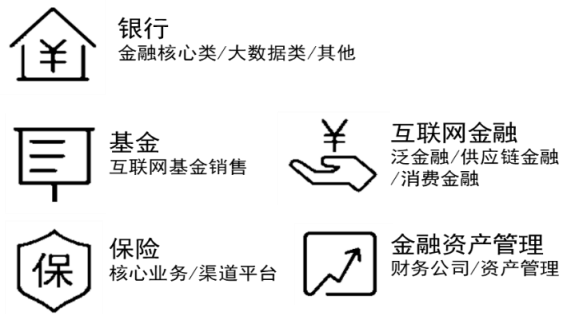 ¥
银行
金融核心类/大数据类/其他
基金
互联网基金销售
¥
互联网金融
泛金融/供应链金融
/消费金融
保
保险
核心业务/渠道平台
金融资产管理
财务公司/资产管理